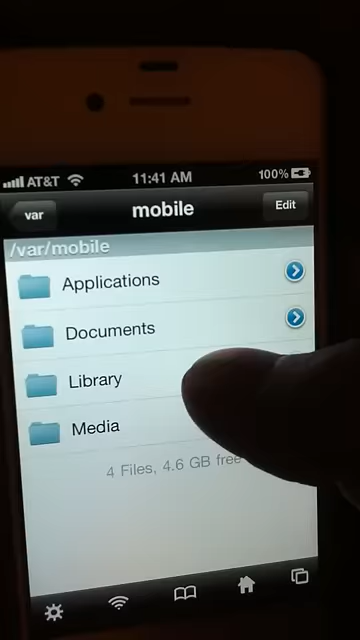 AT&T 11:41 AM 100%
var mobile Edit
/var/mobile
Applications
Documents
Library
Media
4 Files, 4.6 GB free